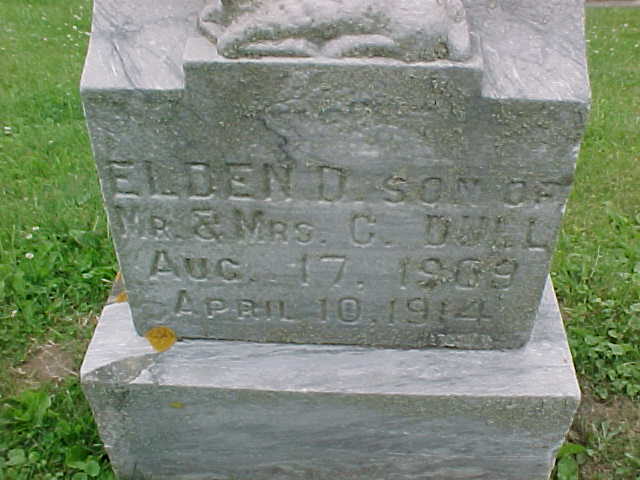 ELDEN D. SON OF
MR. & MRS. C. DULL
AUG. 17. 1909
APRIL 10. 1914